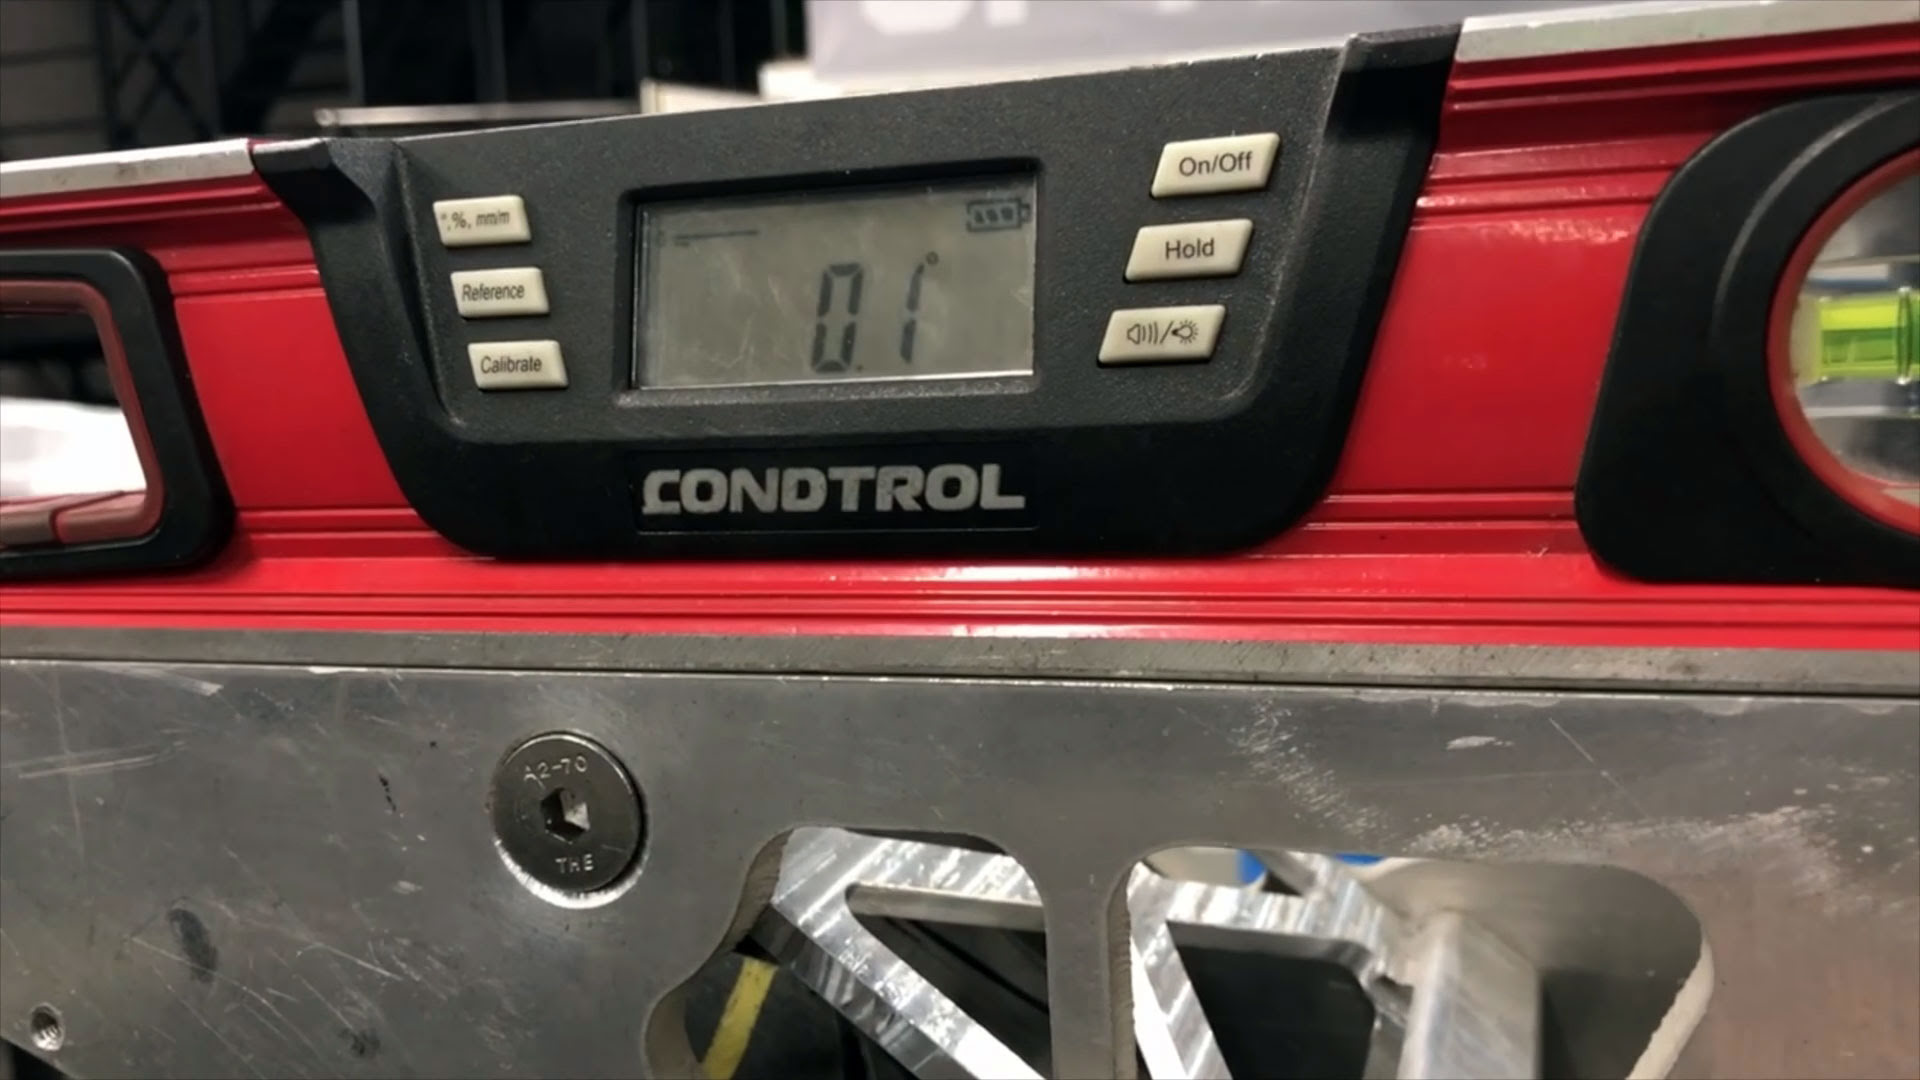 °,%, mm/m
Reference
Calibrate
0.1°
On/Off
Hold
CONDTROL
A2-70
THE